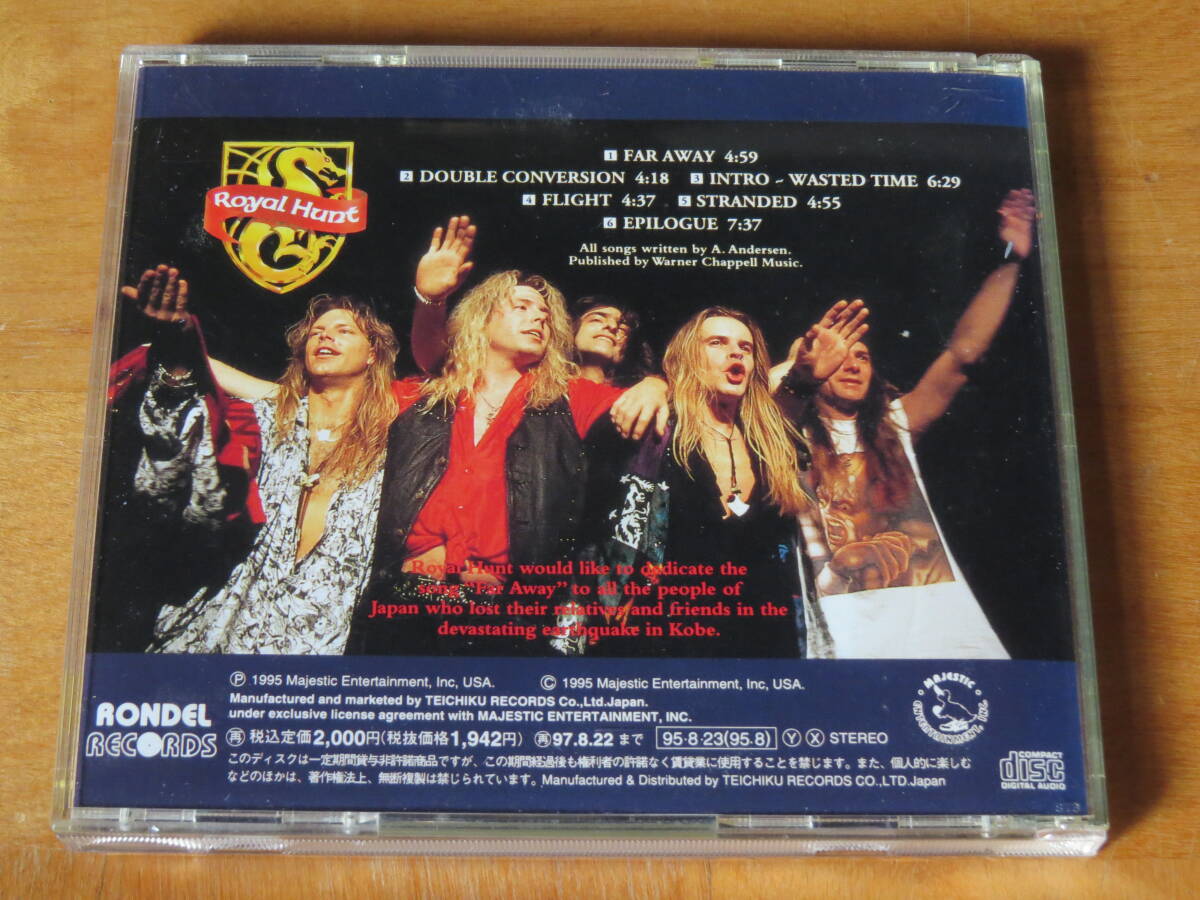 Royal Hunt
1 FAR AWAY 4:59
2 DOUBLE CONVERSION 4:18 3 INTRO ~ WASTED TIME 6:29
4 FLIGHT 4:37 5 STRANDED 4:55
6 EPILOGUE 7:37
All songs written by A. Andersen.
Published by Warner Chappell Music.
Royal Hunt would like to dedicate the
song "Far Away" to all the people of
Japan who lost their relatives and friends in the
devastating earthquake in Kobe.
Ⓟ 1995 Majestic Entertainment, Inc, USA. © 1995 Majestic Entertainment, Inc, USA.
Manufactured and marketed by TEICHIKU RECORDS Co.,Ltd.Japan.
under exclusive license agreement with MAJESTIC ENTERTAINMENT, INC.
RONDEL
RECORDS
㊢税込定価2,000円(税抜価格1,942円) ㊢97.8.22まで 95·8·23(95.8) Ⓨ Ⓧ STEREO
このディスクは一定期間貸与非許諾商品ですが、この期間経過後も権利者の許諾なく賃貸業に使用することを禁じます。また、個人的に楽しむ
などのほかは、著作権法上、無断複製は禁じられています。Manufactured & Distributed by TEICHIKU RECORDS CO.,LTD.Japan
MAJESTIC
ENTERTAINMENT, INC.
COMPACT
disc
DIGITAL AUDIO